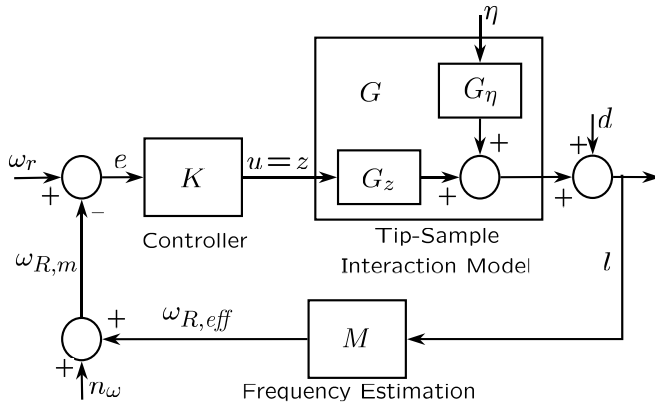 η
G
G_η
d
+
+
ω_r
e
u = z
K
G_z
+
+
+
−
Controller
Tip-Sample
Interaction Model
ω_{R,m}
l
ω_{R,eff}
+
M
+
n_ω
Frequency Estimation